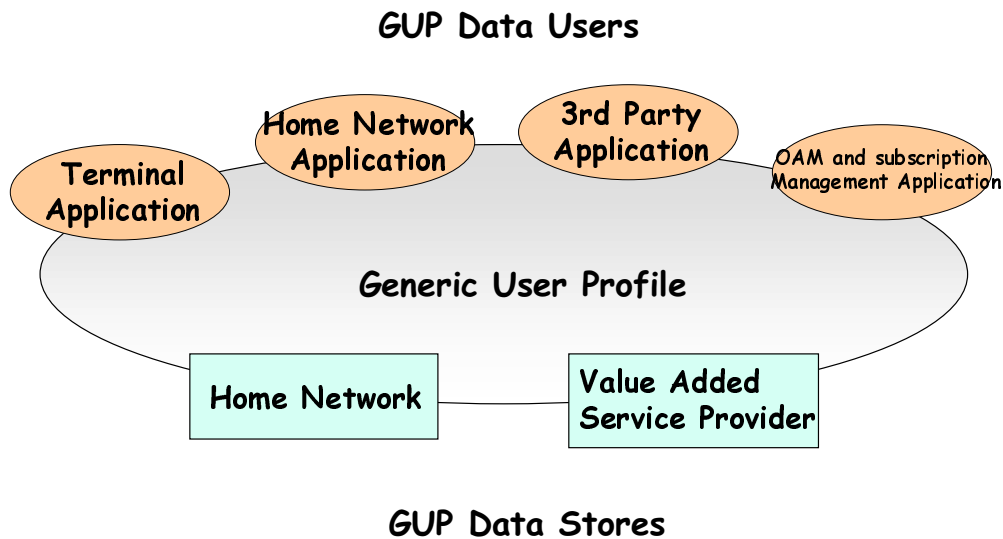 GUP Data Users
Home Network
Application
3rd Party
Application
Terminal
Application
OAM and subscription
Management Application
Generic User Profile
Home Network
Value Added
Service Provider
GUP Data Stores